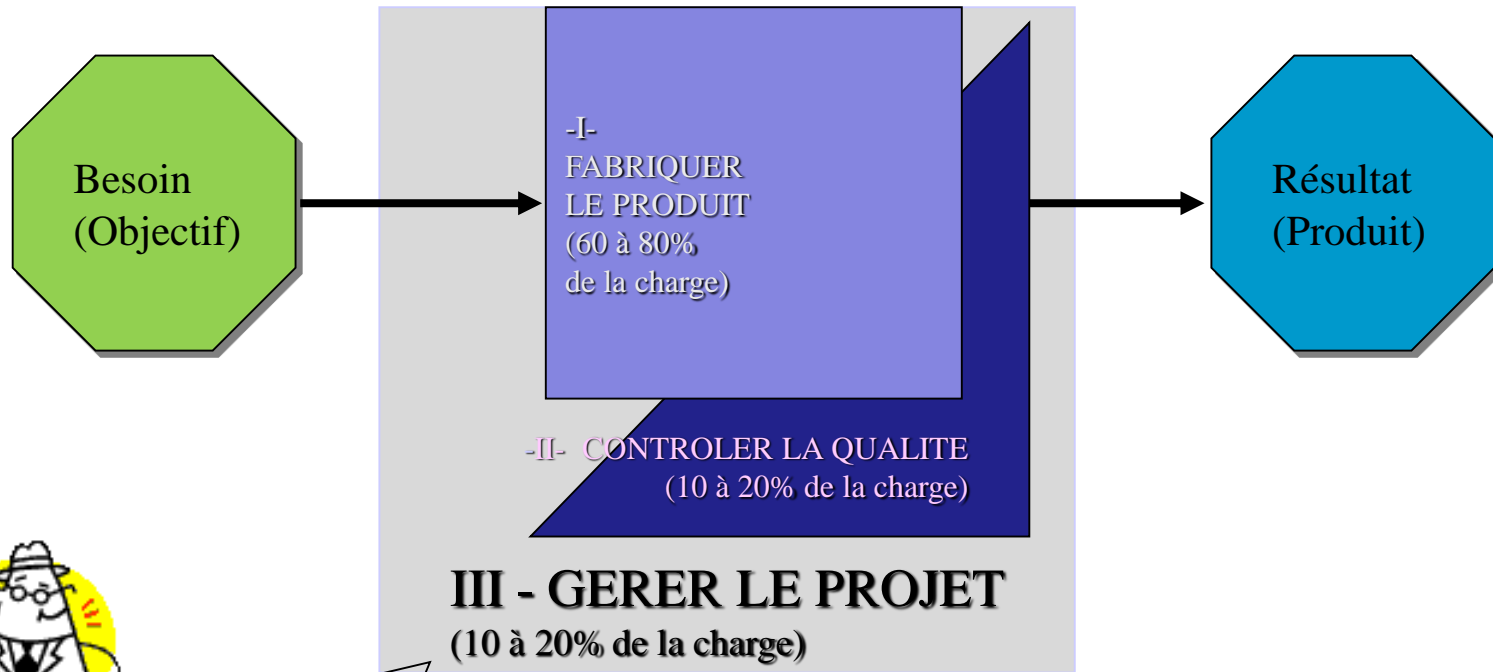 Besoin
(Objectif)
-I-
FABRIQUER
LE PRODUIT
(60 à 80%
de la charge)
Résultat
(Produit)
-II- CONTROLER LA QUALITE
(10 à 20% de la charge)
III - GERER LE PROJET
(10 à 20% de la charge)